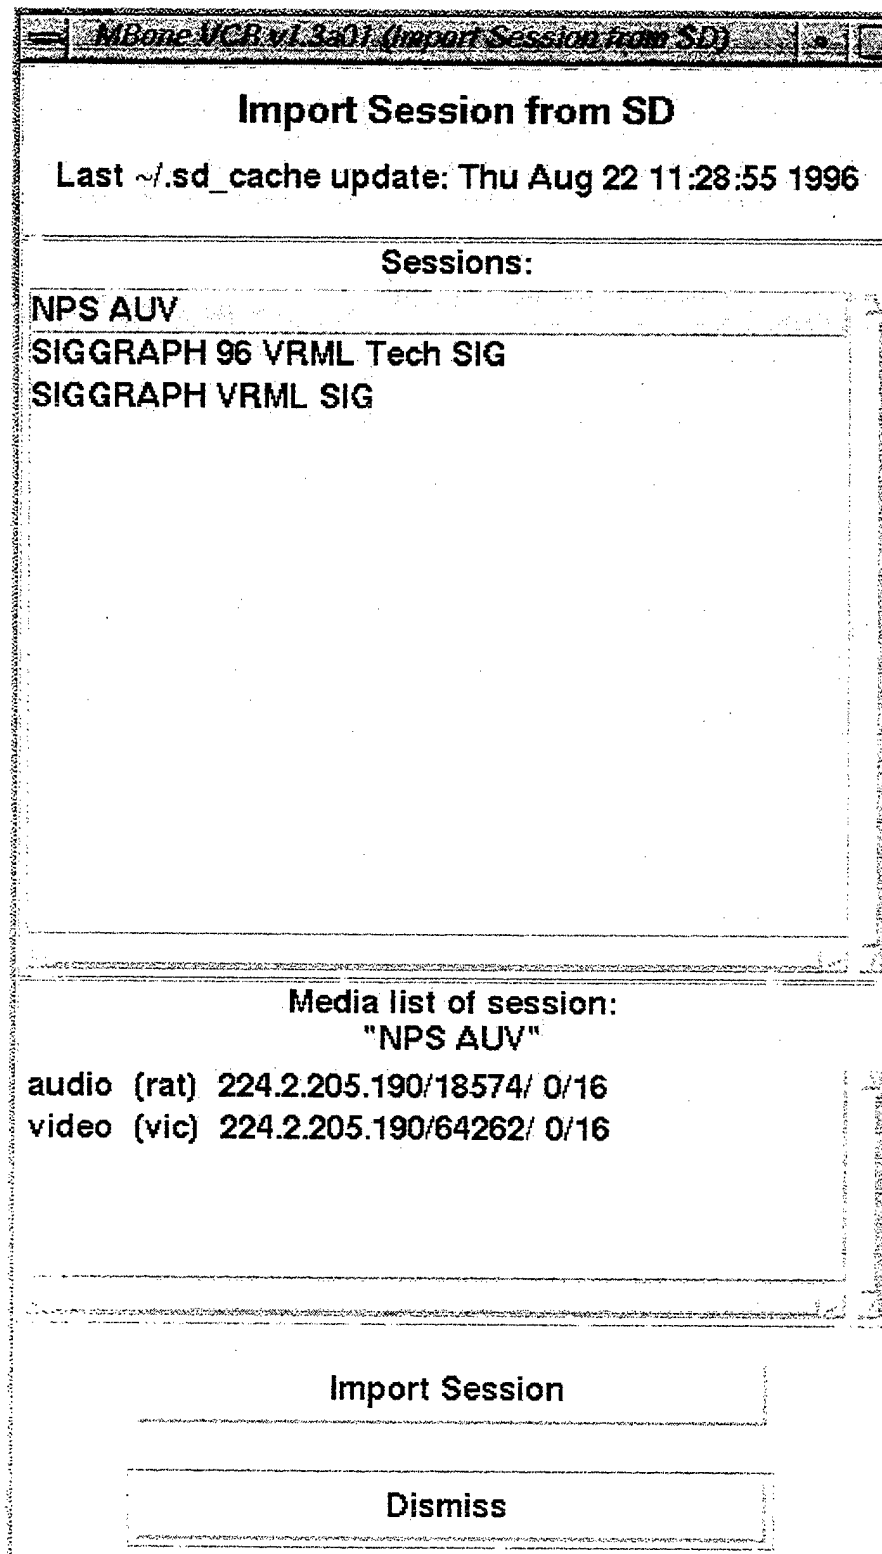 MBone VCR v1.3a01 (Import Session from SD)
Import Session from SD
Last ~/.sd_cache update: Thu Aug 22 11:28:55 1996
Sessions:
NPS AUV
SIGGRAPH 96 VRML Tech SIG
SIGGRAPH VRML SIG
Media list of session:
"NPS AUV"
audio (rat) 224.2.205.190/18574/ 0/16
video (vic) 224.2.205.190/64262/ 0/16
Import Session
Dismiss